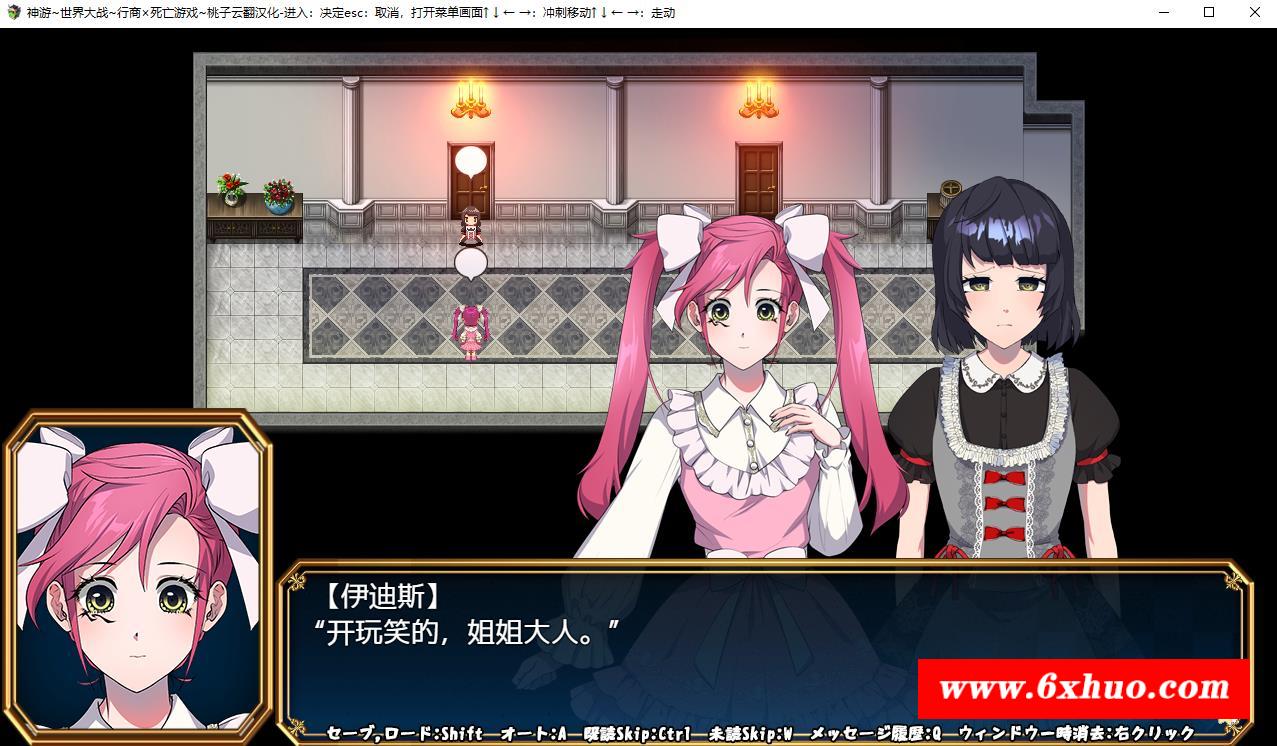 神游~世界大战~行商×死亡游戏~桃子云翻汉化-进入：决定esc：取消，打开菜单画面↑↓←→：冲刺移动↑↓←→：走动
【伊迪斯】
“开玩笑的，姐姐大人。”
www.6xhuo.com
セーブ,ロード:Shift オート:A 既読Skip:Ctrl 未読Skip:W メッセージ履歴:Q ウィンドウ一時消去:右クリック